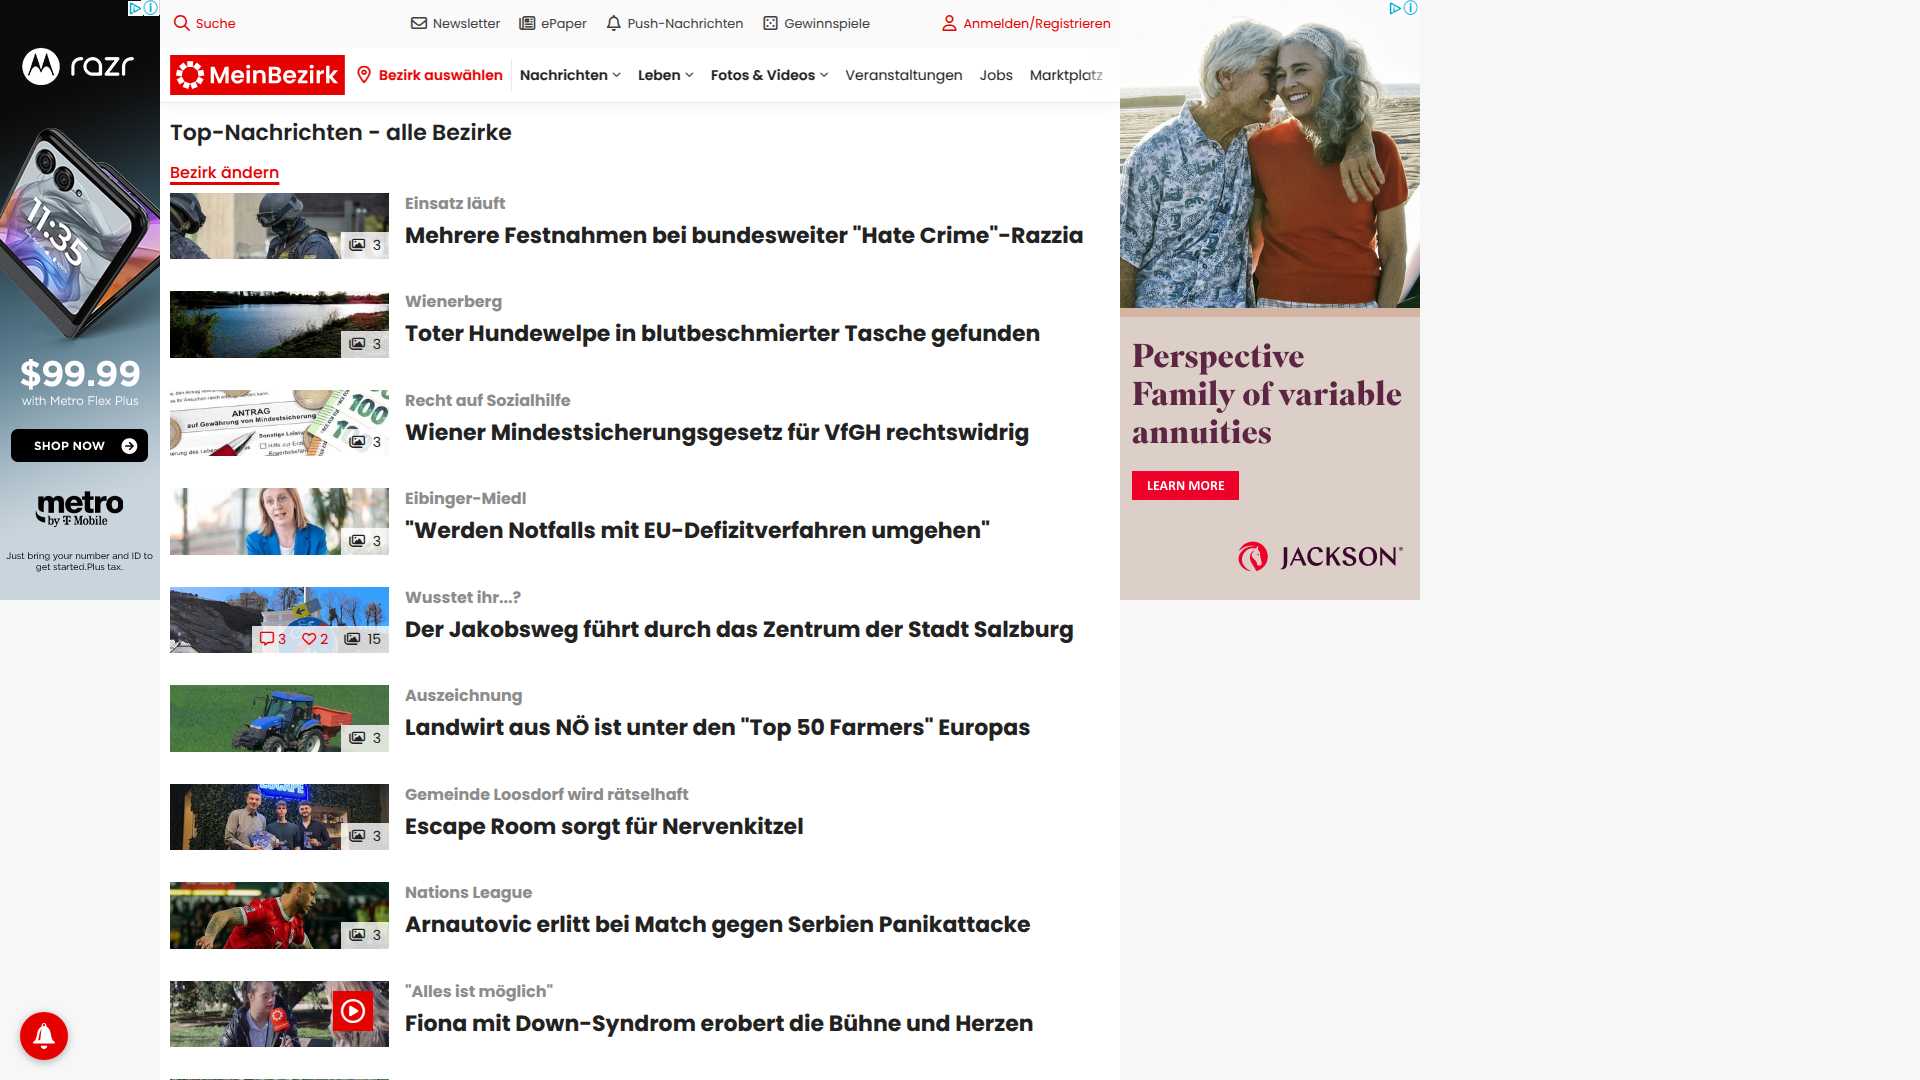 Suche
Newsletter
ePaper
Push-Nachrichten
Gewinnspiele
Anmelden/Registrieren
MeinBezirk
Bezirk auswählen
Nachrichten
Leben
Fotos & Videos
Veranstaltungen
Jobs
Marktplatz
Top-Nachrichten - alle Bezirke
Bezirk ändern
3
Einsatz läuft
Mehrere Festnahmen bei bundesweiter "Hate Crime"-Razzia
3
Wienerberg
Toter Hundewelpe in blutbeschmierter Tasche gefunden
ANTRAG
auf Gewährung von Mindestsicherung
100
3
Recht auf Sozialhilfe
Wiener Mindestsicherungsgesetz für VfGH rechtswidrig
3
Eibinger-Miedl
"Werden Notfalls mit EU-Defizitverfahren umgehen"
3
2
15
Wusstet ihr...?
Der Jakobsweg führt durch das Zentrum der Stadt Salzburg
3
Auszeichnung
Landwirt aus NÖ ist unter den "Top 50 Farmers" Europas
ESCAPE
3
Gemeinde Loosdorf wird rätselhaft
Escape Room sorgt für Nervenkitzel
3
Nations League
Arnautovic erlitt bei Match gegen Serbien Panikattacke
"Alles ist möglich"
Fiona mit Down-Syndrom erobert die Bühne und Herzen
razr
11:35
$99.99
with Metro Flex Plus
SHOP NOW
metro
by T Mobile
Just bring your number and ID to
get started.Plus tax.
Perspective
Family of variable
annuities
LEARN MORE
JACKSON®